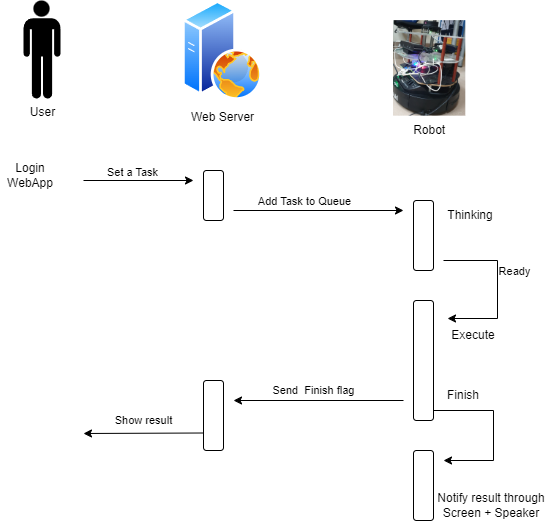 User
Web Server
Robot
Login
WebApp
Set a Task
Add Task to Queue
Thinking
Ready
Execute
Send Finish flag
Finish
Show result
Notify result through
Screen + Speaker